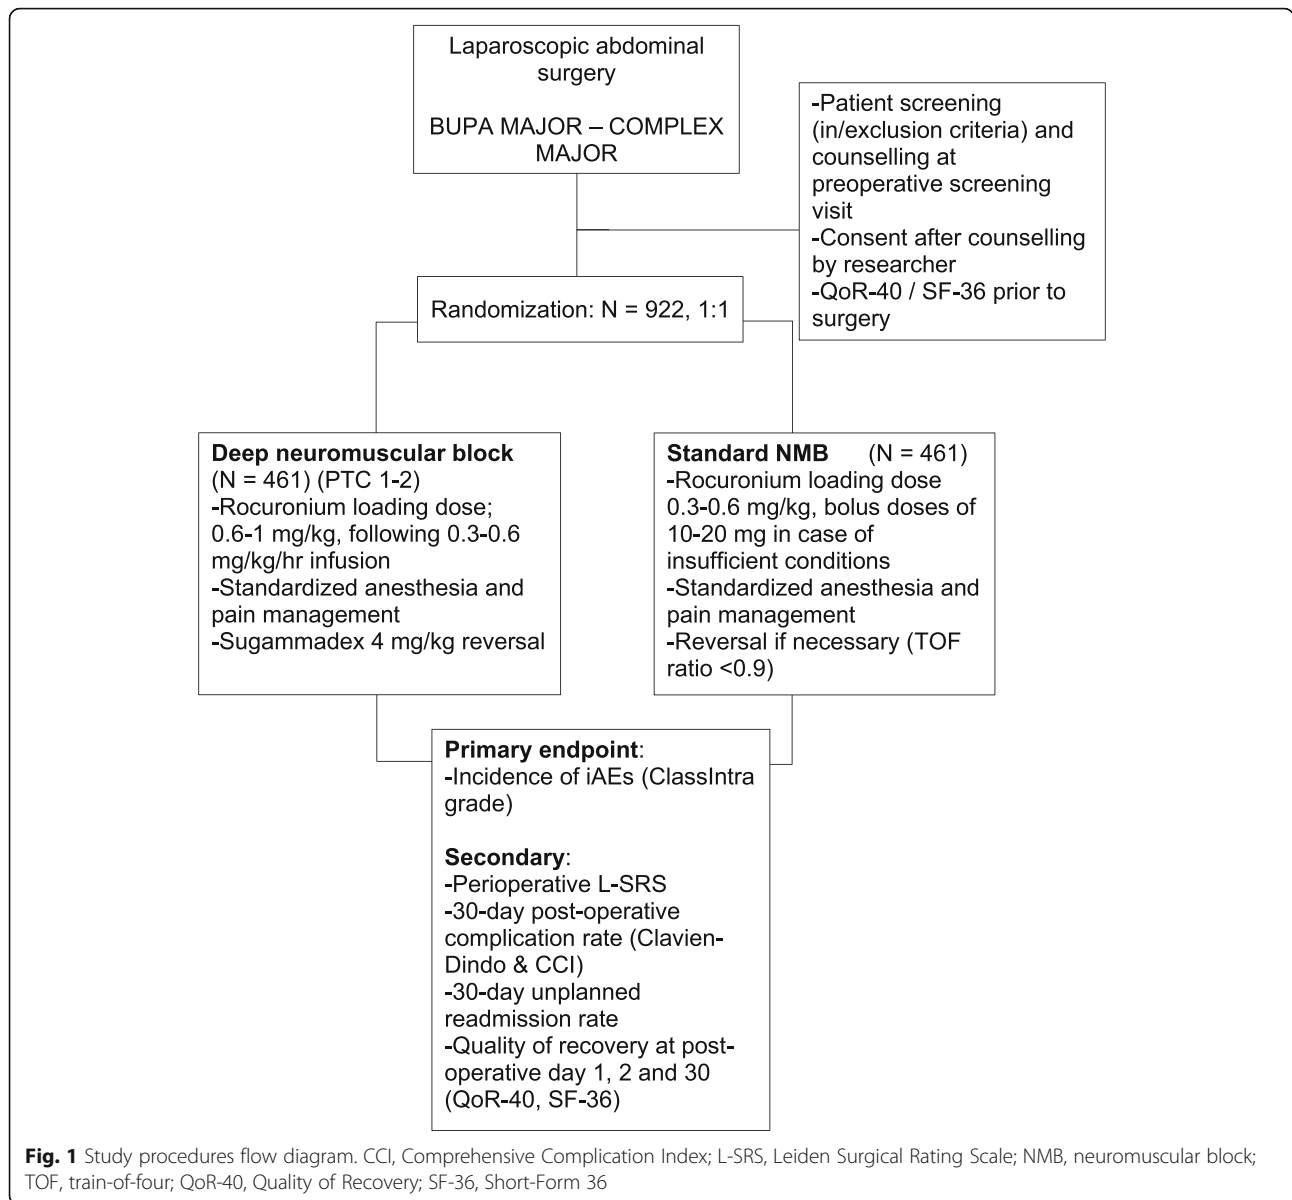 Laparoscopic abdominal
surgery
BUPA MAJOR – COMPLEX
MAJOR
-Patient screening
(in/exclusion criteria) and
counselling at
preoperative screening
visit
-Consent after counselling
by researcher
-QoR-40 / SF-36 prior to
surgery
Randomization: N = 922, 1:1
Deep neuromuscular block
(N = 461) (PTC 1-2)
-Rocuronium loading dose;
0.6-1 mg/kg, following 0.3-0.6
mg/kg/hr infusion
-Standardized anesthesia and
pain management
-Sugammadex 4 mg/kg reversal
Standard NMB (N = 461)
-Rocuronium loading dose
0.3-0.6 mg/kg, bolus doses of
10-20 mg in case of
insufficient conditions
-Standardized anesthesia and
pain management
-Reversal if necessary (TOF
ratio <0.9)
Primary endpoint:
-Incidence of iAEs (ClassIntra
grade)
Secondary:
-Perioperative L-SRS
-30-day post-operative
complication rate (Clavien-
Dindo & CCI)
-30-day unplanned
readmission rate
-Quality of recovery at post-
operative day 1, 2 and 30
(QoR-40, SF-36)
Fig. 1 Study procedures flow diagram. CCI, Comprehensive Complication Index; L-SRS, Leiden Surgical Rating Scale; NMB, neuromuscular block;
TOF, train-of-four; QoR-40, Quality of Recovery; SF-36, Short-Form 36